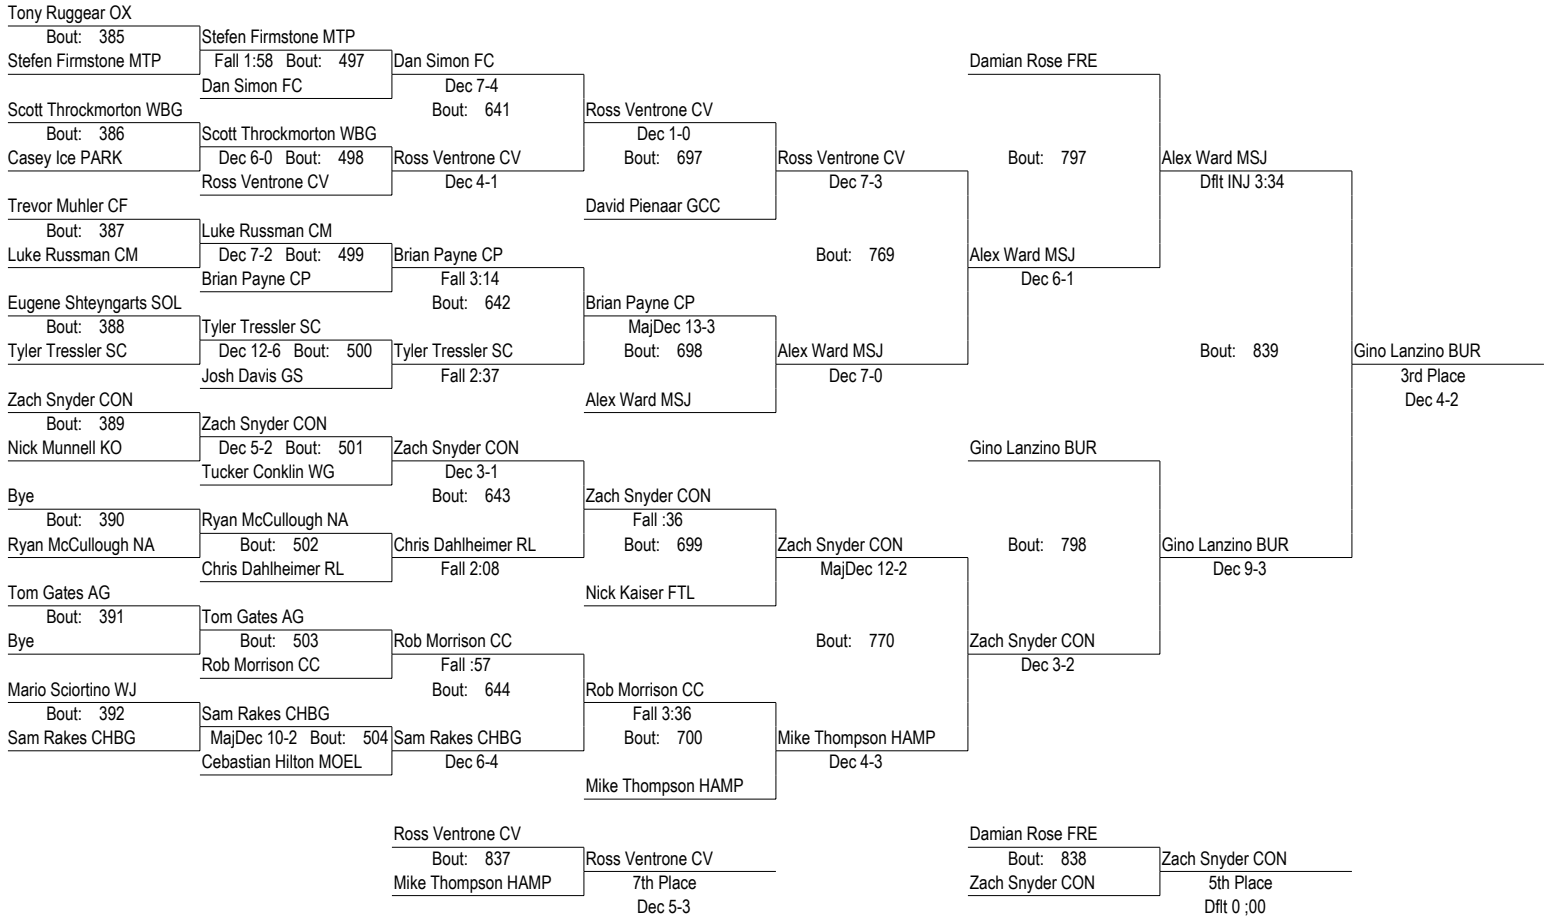 Tony Ruggear OX
Bout: 385
Stefen Firmstone MTP
Scott Throckmorton WBG
Bout: 386
Casey Ice PARK
Trevor Muhler CF
Bout: 387
Luke Russman CM
Eugene Shteyngarts SOL
Bout: 388
Tyler Tressler SC
Zach Snyder CON
Bout: 389
Nick Munnell KO
Bye
Bout: 390
Ryan McCullough NA
Tom Gates AG
Bout: 391
Bye
Mario Sciortino WJ
Bout: 392
Sam Rakes CHBG
Stefen Firmstone MTP
Fall 1:58 Bout: 497
Dan Simon FC
Scott Throckmorton WBG
Dec 6-0 Bout: 498
Ross Ventrone CV
Luke Russman CM
Dec 7-2 Bout: 499
Brian Payne CP
Tyler Tressler SC
Dec 12-6 Bout: 500
Josh Davis GS
Zach Snyder CON
Dec 5-2 Bout: 501
Tucker Conklin WG
Ryan McCullough NA
Bout: 502
Chris Dahlheimer RL
Tom Gates AG
Bout: 503
Rob Morrison CC
Sam Rakes CHBG
MajDec 10-2 Bout: 504
Cebastian Hilton MOEL
Dan Simon FC
Dec 7-4
Bout: 641
Ross Ventrone CV
Dec 4-1
Brian Payne CP
Fall 3:14
Bout: 642
Tyler Tressler SC
Fall 2:37
Zach Snyder CON
Dec 3-1
Bout: 643
Chris Dahlheimer RL
Fall 2:08
Rob Morrison CC
Fall :57
Bout: 644
Sam Rakes CHBG
Dec 6-4
Ross Ventrone CV
Dec 1-0
Bout: 697
David Pienaar GCC
Brian Payne CP
MajDec 13-3
Bout: 698
Alex Ward MSJ
Zach Snyder CON
Fall :36
Bout: 699
Nick Kaiser FTL
Rob Morrison CC
Fall 3:36
Bout: 700
Mike Thompson HAMP
Ross Ventrone CV
Dec 7-3
Bout: 769
Alex Ward MSJ
Dec 7-0
Zach Snyder CON
MajDec 12-2
Bout: 770
Mike Thompson HAMP
Dec 4-3
Damian Rose FRE
Bout: 797
Alex Ward MSJ
Dec 6-1
Gino Lanzino BUR
Bout: 798
Zach Snyder CON
Dec 3-2
Alex Ward MSJ
Dflt INJ 3:34
Bout: 839
Gino Lanzino BUR
Dec 9-3
Gino Lanzino BUR
3rd Place
Dec 4-2
Ross Ventrone CV
Bout: 837
Mike Thompson HAMP
Ross Ventrone CV
7th Place
Dec 5-3
Damian Rose FRE
Bout: 838
Zach Snyder CON
Zach Snyder CON
5th Place
Dflt 0 ;00